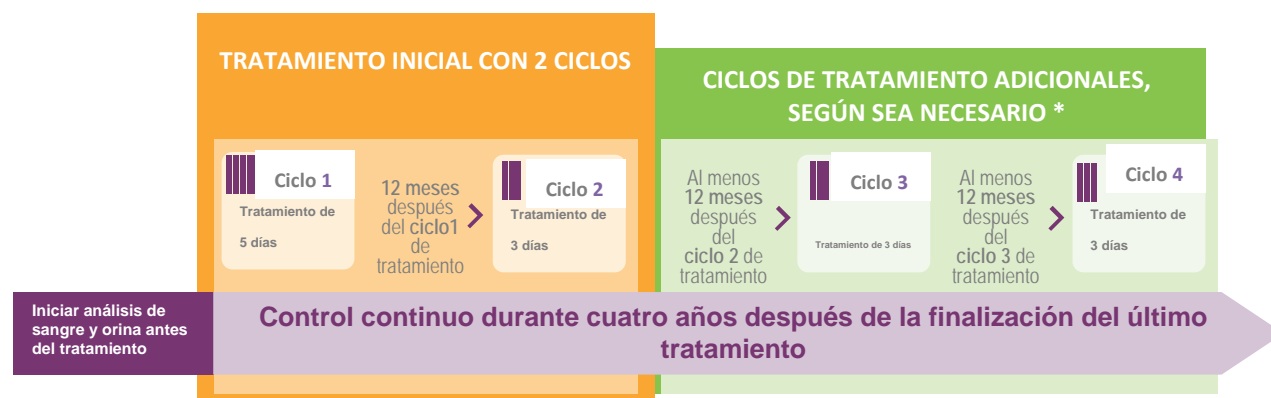 TRATAMIENTO INICIAL CON 2 CICLOS
CICLOS DE TRATAMIENTO ADICIONALES,
SEGÚN SEA NECESARIO *
Ciclo 1
Tratamiento de
5 días
12 meses
después
del ciclo1
de
tratamiento
Ciclo 2
Tratamiento de
3 días
Al menos
12 meses
después
del
ciclo 2 de
tratamiento
Ciclo 3
Tratamiento de 3 días
Al menos
12 meses
después
del
ciclo 3 de
tratamiento
Ciclo 4
Tratamiento de
3 días
Iniciar análisis de
sangre y orina antes
del tratamiento
Control continuo durante cuatro años después de la finalización del último
tratamiento